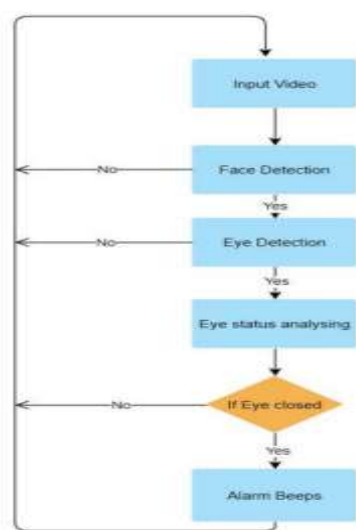 Input Video
No
Face Detection
Yes
No
Eye Detection
Yes
Eye status analysing
No
If Eye closed
Yes
Alarm Beeps